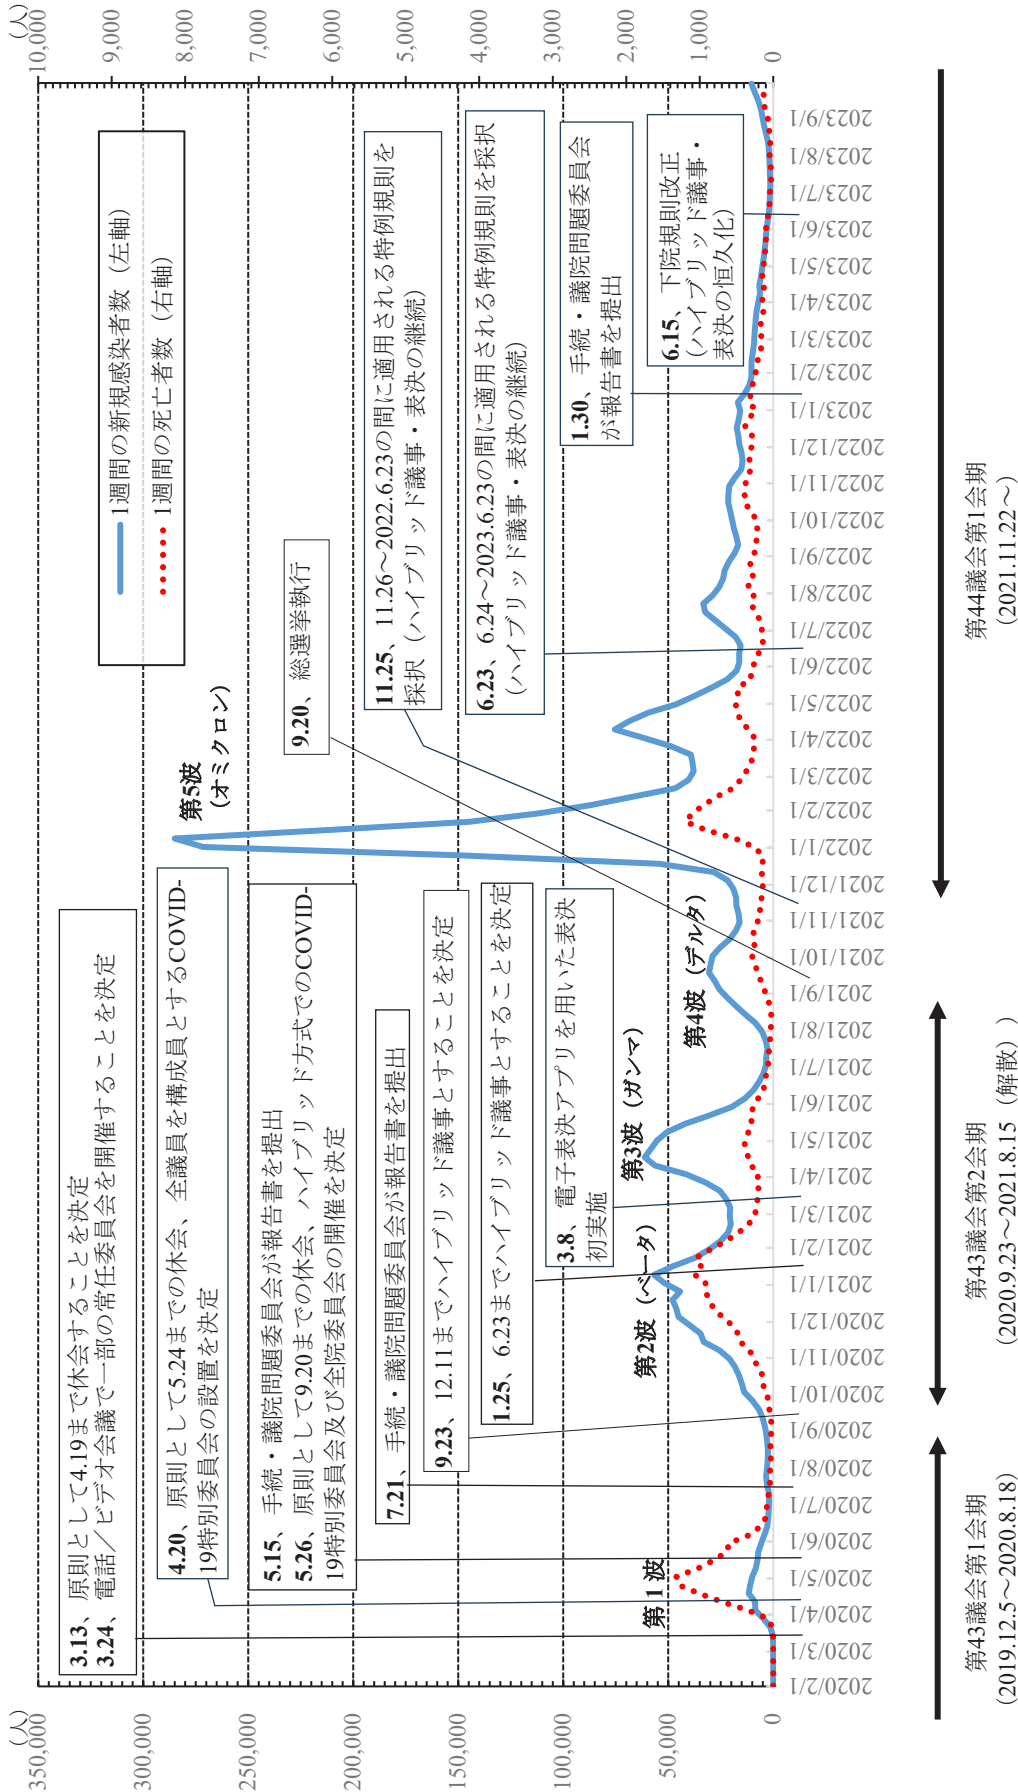 (人)
350,000
300,000
250,000
200,000
150,000
100,000
50,000
0
(人)
10,000
9,000
8,000
7,000
6,000
5,000
4,000
3,000
2,000
1,000
0
1週間の新規感染者数（左軸）
1週間の死亡者数（右軸）
3.13、原則として4.19まで休会することを決定
3.24、電話／ビデオ会議で一部の常任委員会を開催することを決定
4.20、原則として5.24までの休会、全議員を構成員とするCOVID-
19特別委員会の設置を決定
5.15、手続・議院問題委員会が報告書を提出
5.26、原則として9.20までの休会、ハイブリッド方式でのCOVID-
19特別委員会及び全院委員会の開催を決定
7.21、手続・議院問題委員会が報告書を提出
9.23、12.11までハイブリッド議事とすることを決定
1.25、6.23までハイブリッド議事とすることを決定
3.8、電子表決アプリを用いた表決
初実施
9.20、総選挙執行
11.25、11.26～2022.6.23の間に適用される特例規則を
採択（ハイブリッド議事・表決の継続）
6.23、6.24～2023.6.23の間に適用される特例規則を採択
（ハイブリッド議事・表決の継続）
1.30、手続・議院問題委員会
が報告書を提出
6.15、下院規則改正
（ハイブリッド議事・
表決の恒久化）
第1波
第2波（ベータ）
第3波（ガンマ）
第4波（デルタ）
第5波
（オミクロン）
2020/2/1
2020/3/1
2020/4/1
2020/5/1
2020/6/1
2020/7/1
2020/8/1
2020/9/1
2020/10/1
2020/11/1
2020/12/1
2021/1/1
2021/2/1
2021/3/1
2021/4/1
2021/5/1
2021/6/1
2021/7/1
2021/8/1
2021/9/1
2021/10/1
2021/11/1
2021/12/1
2022/1/1
2022/2/1
2022/3/1
2022/4/1
2022/5/1
2022/6/1
2022/7/1
2022/8/1
2022/9/1
2022/10/1
2022/11/1
2022/12/1
2023/1/1
2023/2/1
2023/3/1
2023/4/1
2023/5/1
2023/6/1
2023/7/1
2023/8/1
2023/9/1
第43議会第1会期
（2019.12.5～2020.8.18）
第43議会第2会期
（2020.9.23～2021.8.15（解散））
第44議会第1会期
（2021.11.22～）